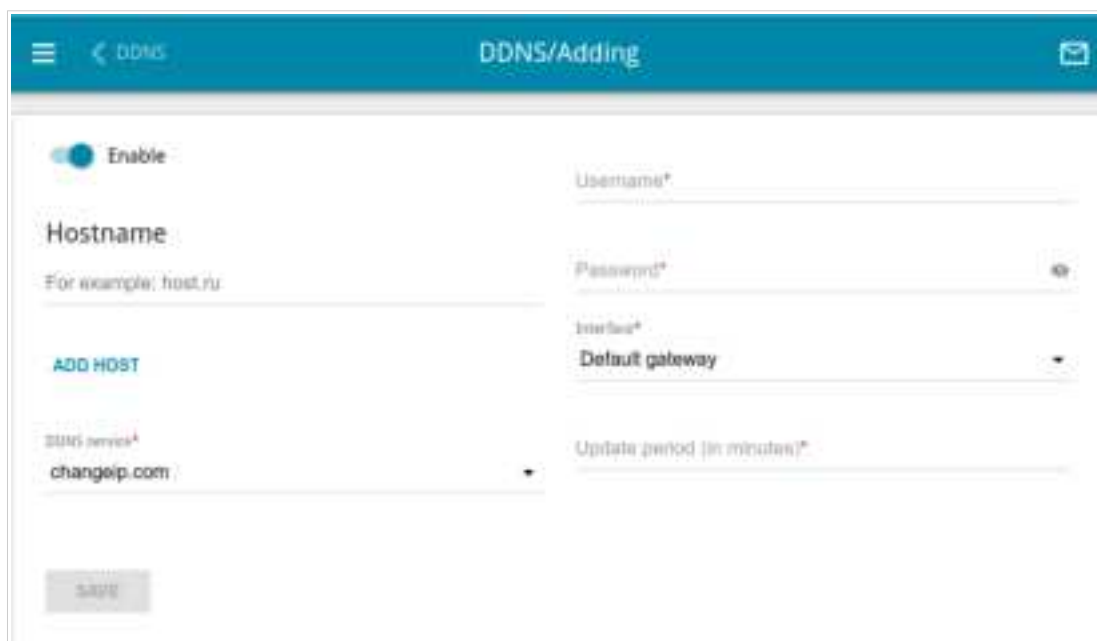 DDNS
DDNS/Adding
Enable
Hostname
For example: host.ru
ADD HOST
DDNS service*
changeip.com
SAVE
Username*
Password*
Interface*
Default gateway
Update period (in minutes)*